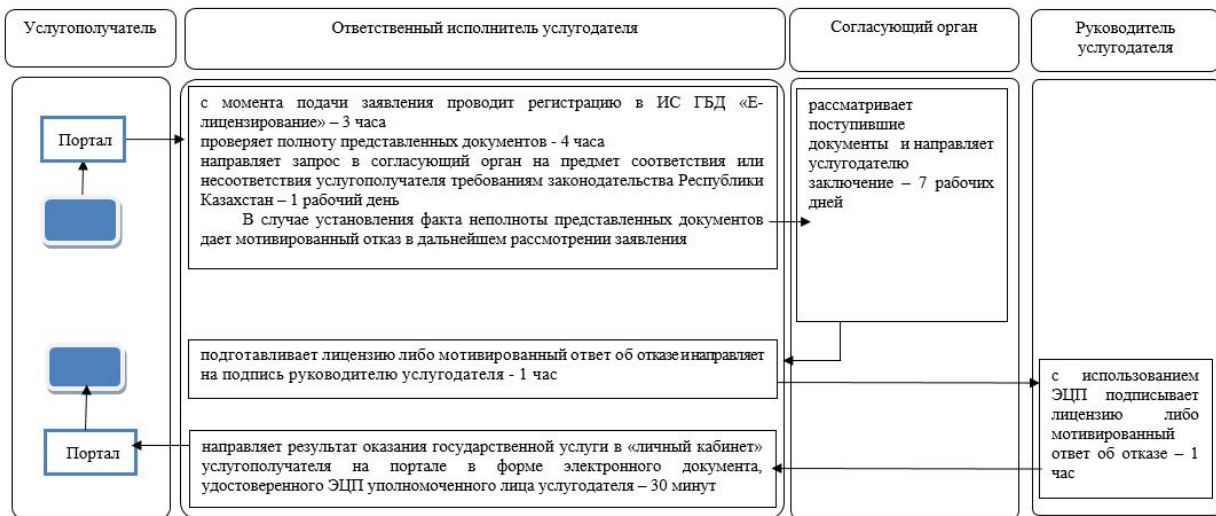 Услугополучатель
Ответственный исполнитель услугодателя
Согласующий орган
Руководитель
услугодателя
Портал
с момента подачи заявления проводит регистрацию в ИС ГБД «Е-
лицензирование» – 3 часа
проверяет полноту представленных документов - 4 часа
направляет запрос в согласующий орган на предмет соответствия или
несоответствия услугополучателя требованиям законодательства Республики
Казахстан – 1 рабочий день
В случае установления факта неполноты представленных документов
дает мотивированный отказ в дальнейшем рассмотрении заявления
рассматривает
поступившие
документы и направляет
услугодателю
заключение – 7 рабочих
дней
подготавливает лицензию либо мотивированный ответ об отказе и направляет
на подпись руководителю услугодателя - 1 час
с использованием
ЭЦП подписывает
лицензию либо
мотивированный
ответ об отказе – 1
час
Портал
направляет результат оказания государственной услуги в «личный кабинет»
услугополучателя на портале в форме электронного документа,
удостоверенного ЭЦП уполномоченного лица услугодателя – 30 минут